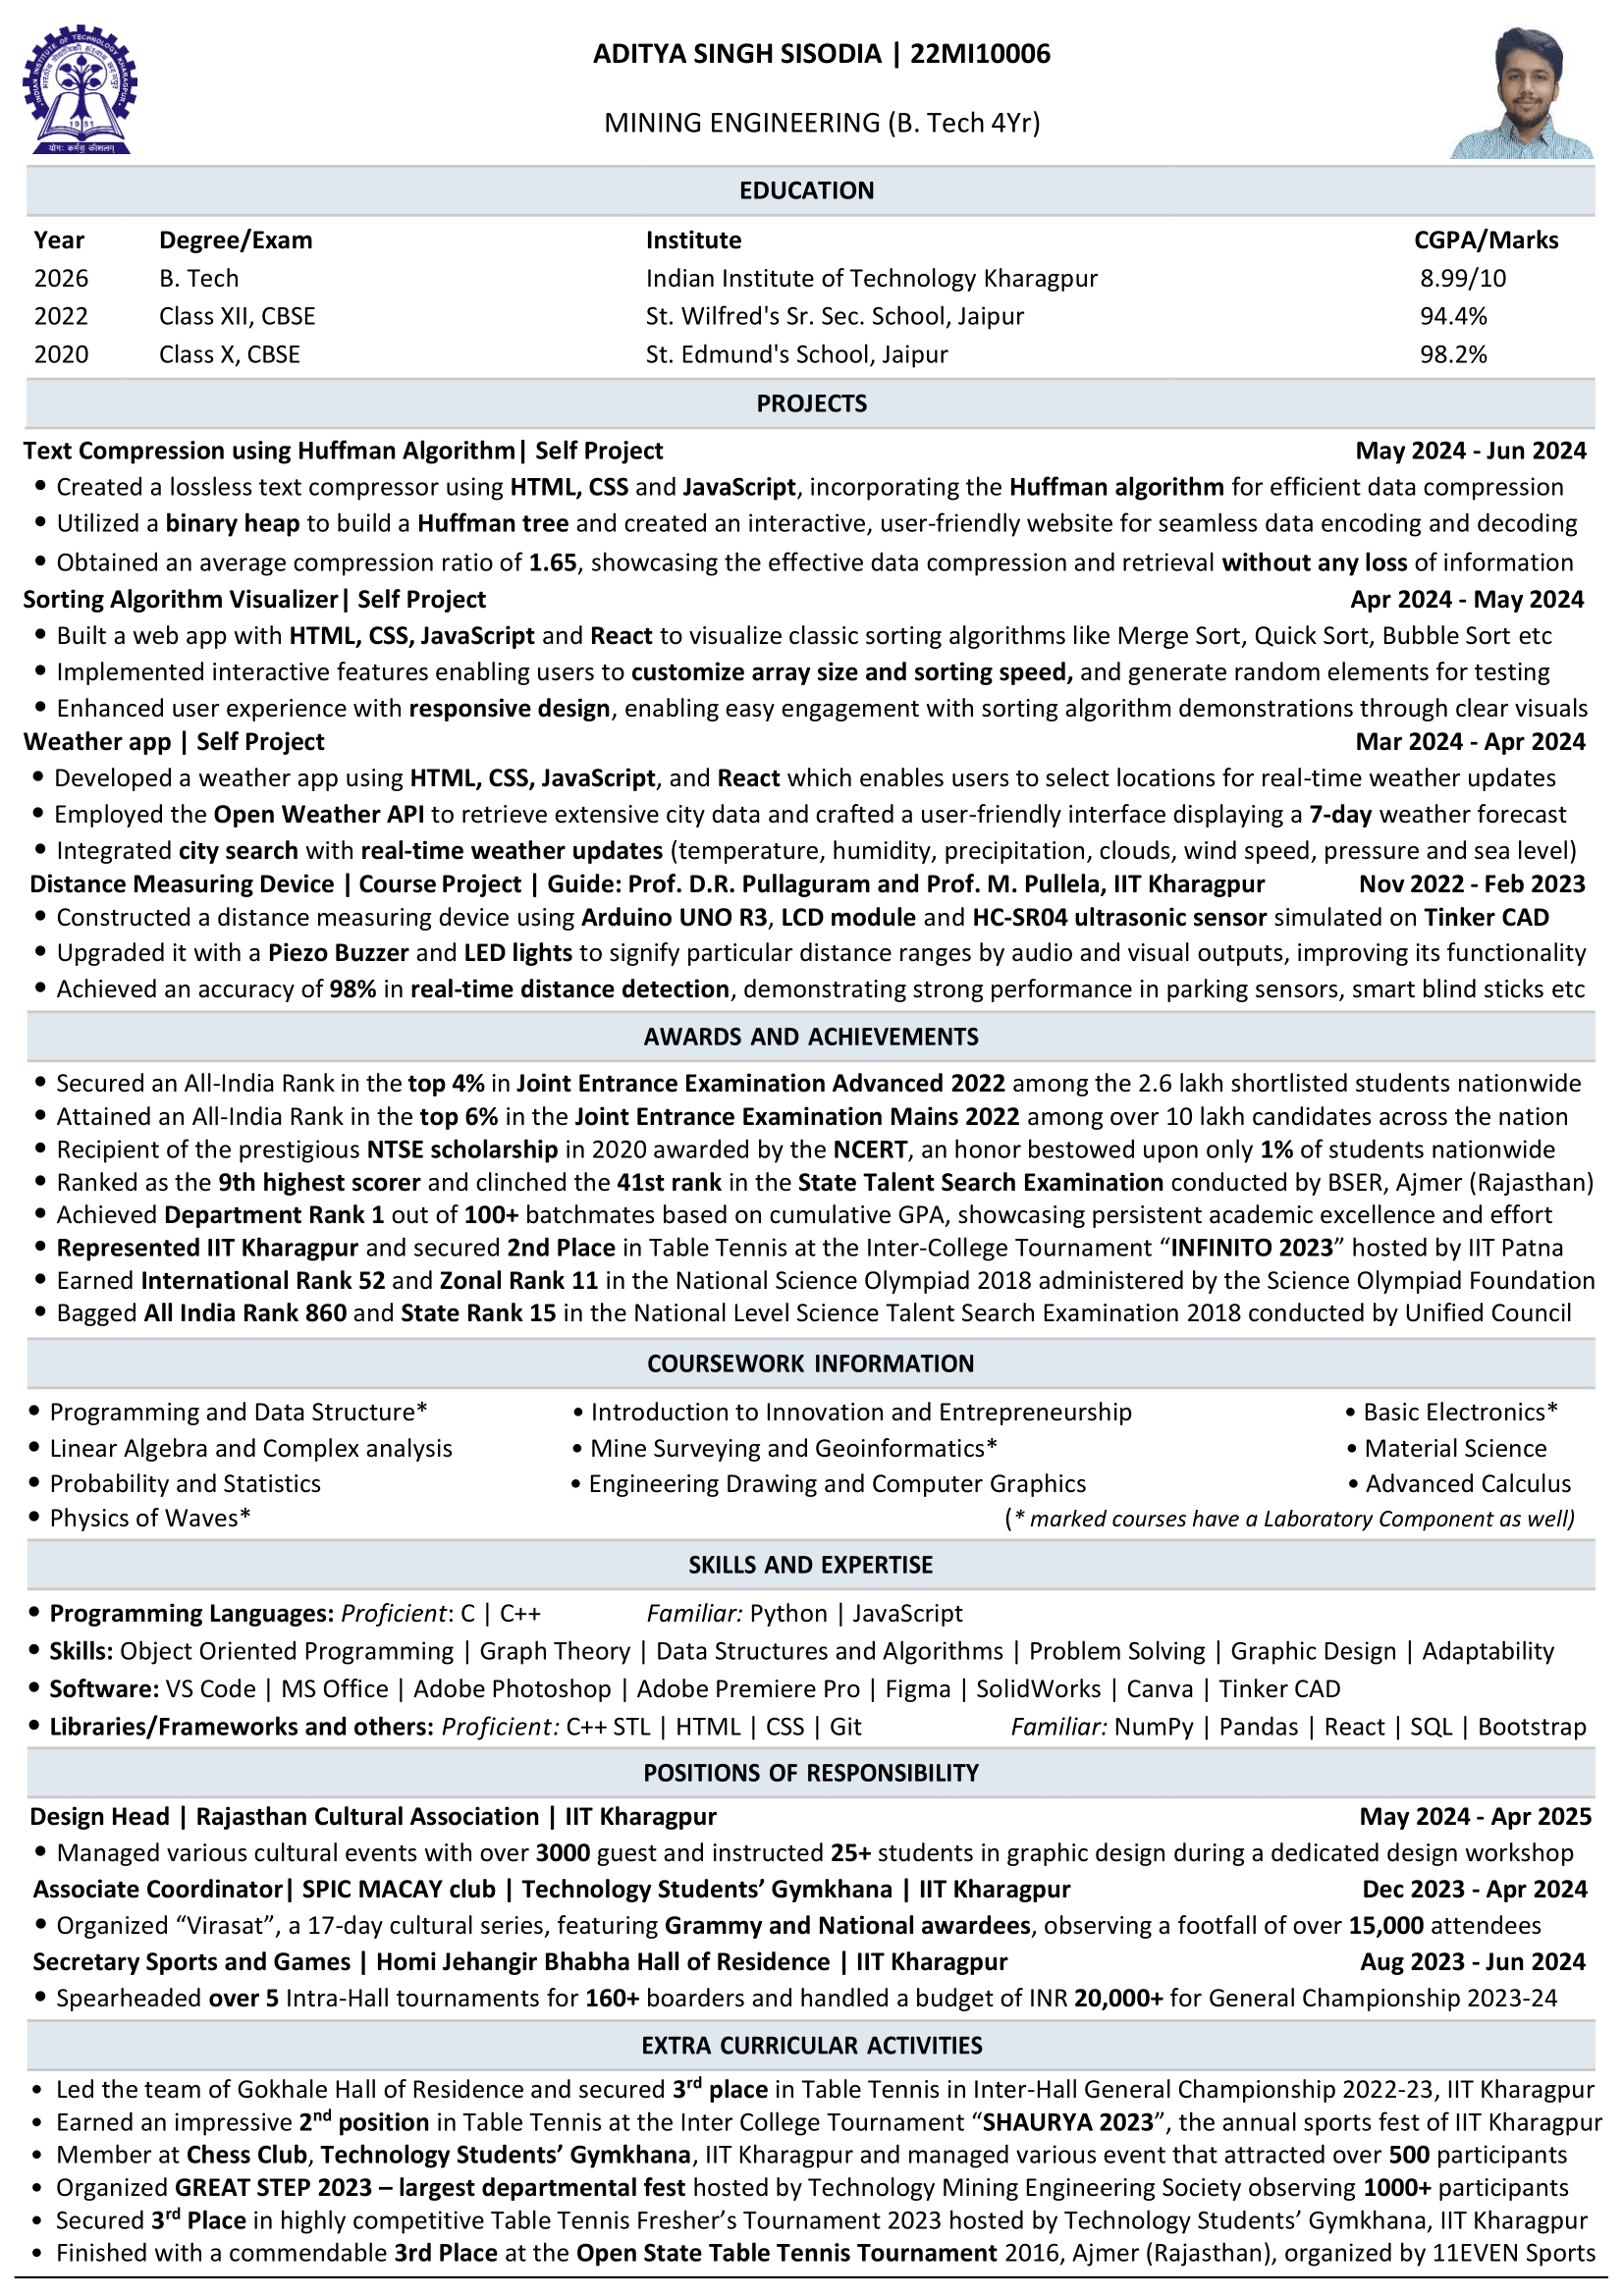 INDIAN INSTITUTE OF TECHNOLOGY KHARAGPUR
1951
योगः कर्मसु कौशलम्
ADITYA SINGH SISODIA | 22MI10006
MINING ENGINEERING (B. Tech 4Yr)
EDUCATION
Year Degree/Exam Institute CGPA/Marks
2026 B. Tech Indian Institute of Technology Kharagpur 8.99/10
2022 Class XII, CBSE St. Wilfred's Sr. Sec. School, Jaipur 94.4%
2020 Class X, CBSE St. Edmund's School, Jaipur 98.2%
PROJECTS
Text Compression using Huffman Algorithm| Self Project May 2024 - Jun 2024
• Created a lossless text compressor using HTML, CSS and JavaScript, incorporating the Huffman algorithm for efficient data compression
• Utilized a binary heap to build a Huffman tree and created an interactive, user-friendly website for seamless data encoding and decoding
• Obtained an average compression ratio of 1.65, showcasing the effective data compression and retrieval without any loss of information
Sorting Algorithm Visualizer| Self Project Apr 2024 - May 2024
• Built a web app with HTML, CSS, JavaScript and React to visualize classic sorting algorithms like Merge Sort, Quick Sort, Bubble Sort etc
• Implemented interactive features enabling users to customize array size and sorting speed, and generate random elements for testing
• Enhanced user experience with responsive design, enabling easy engagement with sorting algorithm demonstrations through clear visuals
Weather app | Self Project Mar 2024 - Apr 2024
• Developed a weather app using HTML, CSS, JavaScript, and React which enables users to select locations for real-time weather updates
• Employed the Open Weather API to retrieve extensive city data and crafted a user-friendly interface displaying a 7-day weather forecast
• Integrated city search with real-time weather updates (temperature, humidity, precipitation, clouds, wind speed, pressure and sea level)
Distance Measuring Device | Course Project | Guide: Prof. D.R. Pullaguram and Prof. M. Pullela, IIT Kharagpur Nov 2022 - Feb 2023
• Constructed a distance measuring device using Arduino UNO R3, LCD module and HC-SR04 ultrasonic sensor simulated on Tinker CAD
• Upgraded it with a Piezo Buzzer and LED lights to signify particular distance ranges by audio and visual outputs, improving its functionality
• Achieved an accuracy of 98% in real-time distance detection, demonstrating strong performance in parking sensors, smart blind sticks etc
AWARDS AND ACHIEVEMENTS
• Secured an All-India Rank in the top 4% in Joint Entrance Examination Advanced 2022 among the 2.6 lakh shortlisted students nationwide
• Attained an All-India Rank in the top 6% in the Joint Entrance Examination Mains 2022 among over 10 lakh candidates across the nation
• Recipient of the prestigious NTSE scholarship in 2020 awarded by the NCERT, an honor bestowed upon only 1% of students nationwide
• Ranked as the 9th highest scorer and clinched the 41st rank in the State Talent Search Examination conducted by BSER, Ajmer (Rajasthan)
• Achieved Department Rank 1 out of 100+ batchmates based on cumulative GPA, showcasing persistent academic excellence and effort
• Represented IIT Kharagpur and secured 2nd Place in Table Tennis at the Inter-College Tournament “INFINITO 2023” hosted by IIT Patna
• Earned International Rank 52 and Zonal Rank 11 in the National Science Olympiad 2018 administered by the Science Olympiad Foundation
• Bagged All India Rank 860 and State Rank 15 in the National Level Science Talent Search Examination 2018 conducted by Unified Council
COURSEWORK INFORMATION
• Programming and Data Structure* • Introduction to Innovation and Entrepreneurship • Basic Electronics*
• Linear Algebra and Complex analysis • Mine Surveying and Geoinformatics* • Material Science
• Probability and Statistics • Engineering Drawing and Computer Graphics • Advanced Calculus
• Physics of Waves* (* marked courses have a Laboratory Component as well)
SKILLS AND EXPERTISE
• Programming Languages: Proficient: C | C++ Familiar: Python | JavaScript
• Skills: Object Oriented Programming | Graph Theory | Data Structures and Algorithms | Problem Solving | Graphic Design | Adaptability
• Software: VS Code | MS Office | Adobe Photoshop | Adobe Premiere Pro | Figma | SolidWorks | Canva | Tinker CAD
• Libraries/Frameworks and others: Proficient: C++ STL | HTML | CSS | Git Familiar: NumPy | Pandas | React | SQL | Bootstrap
POSITIONS OF RESPONSIBILITY
Design Head | Rajasthan Cultural Association | IIT Kharagpur May 2024 - Apr 2025
• Managed various cultural events with over 3000 guest and instructed 25+ students in graphic design during a dedicated design workshop
Associate Coordinator| SPIC MACAY club | Technology Students’ Gymkhana | IIT Kharagpur Dec 2023 - Apr 2024
• Organized “Virasat”, a 17-day cultural series, featuring Grammy and National awardees, observing a footfall of over 15,000 attendees
Secretary Sports and Games | Homi Jehangir Bhabha Hall of Residence | IIT Kharagpur Aug 2023 - Jun 2024
• Spearheaded over 5 Intra-Hall tournaments for 160+ boarders and handled a budget of INR 20,000+ for General Championship 2023-24
EXTRA CURRICULAR ACTIVITIES
• Led the team of Gokhale Hall of Residence and secured 3rd place in Table Tennis in Inter-Hall General Championship 2022-23, IIT Kharagpur
• Earned an impressive 2nd position in Table Tennis at the Inter College Tournament “SHAURYA 2023”, the annual sports fest of IIT Kharagpur
• Member at Chess Club, Technology Students’ Gymkhana, IIT Kharagpur and managed various event that attracted over 500 participants
• Organized GREAT STEP 2023 – largest departmental fest hosted by Technology Mining Engineering Society observing 1000+ participants
• Secured 3rd Place in highly competitive Table Tennis Fresher’s Tournament 2023 hosted by Technology Students’ Gymkhana, IIT Kharagpur
• Finished with a commendable 3rd Place at the Open State Table Tennis Tournament 2016, Ajmer (Rajasthan), organized by 11EVEN Sports